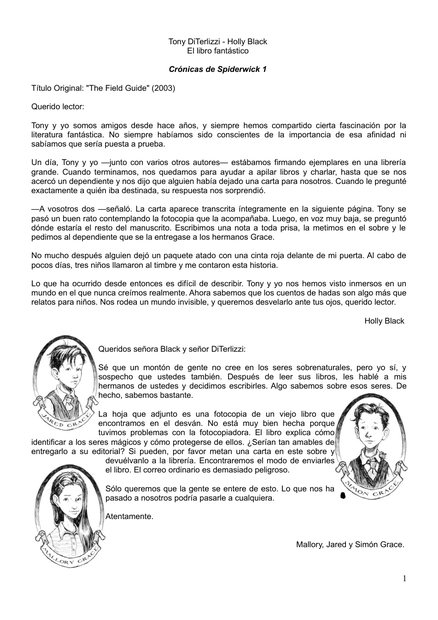 Tony DiTerlizzi - Holly Black
El libro fantástico
Crónicas de Spiderwick 1
Título Original: "The Field Guide" (2003)
Querido lector:
Tony y yo somos amigos desde hace años, y siempre hemos compartido cierta fascinación por la
literatura fantástica. No siempre habíamos sido conscientes de la importancia de esa afinidad ni
sabíamos que sería puesta a prueba.
Un día, Tony y yo —junto con varios otros autores— estábamos firmando ejemplares en una librería
grande. Cuando terminamos, nos quedamos para ayudar a apilar libros y charlar, hasta que se nos
acercó un dependiente y nos dijo que alguien había dejado una carta para nosotros. Cuando le pregunté
exactamente a quién iba destinada, su respuesta nos sorprendió.
—A vosotros dos —señaló. La carta aparece transcrita íntegramente en la siguiente página. Tony se
pasó un buen rato contemplando la fotocopia que la acompañaba. Luego, en voz muy baja, se preguntó
dónde estaría el resto del manuscrito. Escribimos una nota a toda prisa, la metimos en el sobre y le
pedimos al dependiente que se la entregase a los hermanos Grace.
No mucho después alguien dejó un paquete atado con una cinta roja delante de mi puerta. Al cabo de
pocos días, tres niños llamaron al timbre y me contaron esta historia.
Lo que ha ocurrido desde entonces es difícil de describir. Tony y yo nos hemos visto inmersos en un
mundo en el que nunca creímos realmente. Ahora sabemos que los cuentos de hadas son algo más que
relatos para niños. Nos rodea un mundo invisible, y queremos desvelarlo ante tus ojos, querido lector.
Holly Black
Queridos señora Black y señor DiTerlizzi:
Sé que un montón de gente no cree en los seres sobrenaturales, pero yo sí, y
sospecho que ustedes también. Después de leer sus libros, les hablé a mis
hermanos de ustedes y decidimos escribirles. Algo sabemos sobre esos seres. De
hecho, sabemos bastante.
JARED GRACE
La hoja que adjunto es una fotocopia de un viejo libro que
encontramos en el desván. No está muy bien hecha porque
tuvimos problemas con la fotocopiadora. El libro explica cómo
identificar a los seres mágicos y cómo protegerse de ellos. ¿Serían tan amables de
entregarlo a su editorial? Si pueden, por favor metan una carta en este sobre y
devuélvanlo a la librería. Encontraremos el modo de enviarles
el libro. El correo ordinario es demasiado peligroso.
SIMON GRACE
Sólo queremos que la gente se entere de esto. Lo que nos ha
pasado a nosotros podría pasarle a cualquiera.
Atentamente.
MALLORY GRACE
Mallory, Jared y Simón Grace.
1